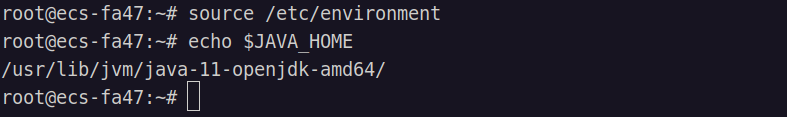 root@ecs-fa47:~# source /etc/environment
root@ecs-fa47:~# echo $JAVA_HOME
/usr/lib/jvm/java-11-openjdk-amd64/
root@ecs-fa47:~#